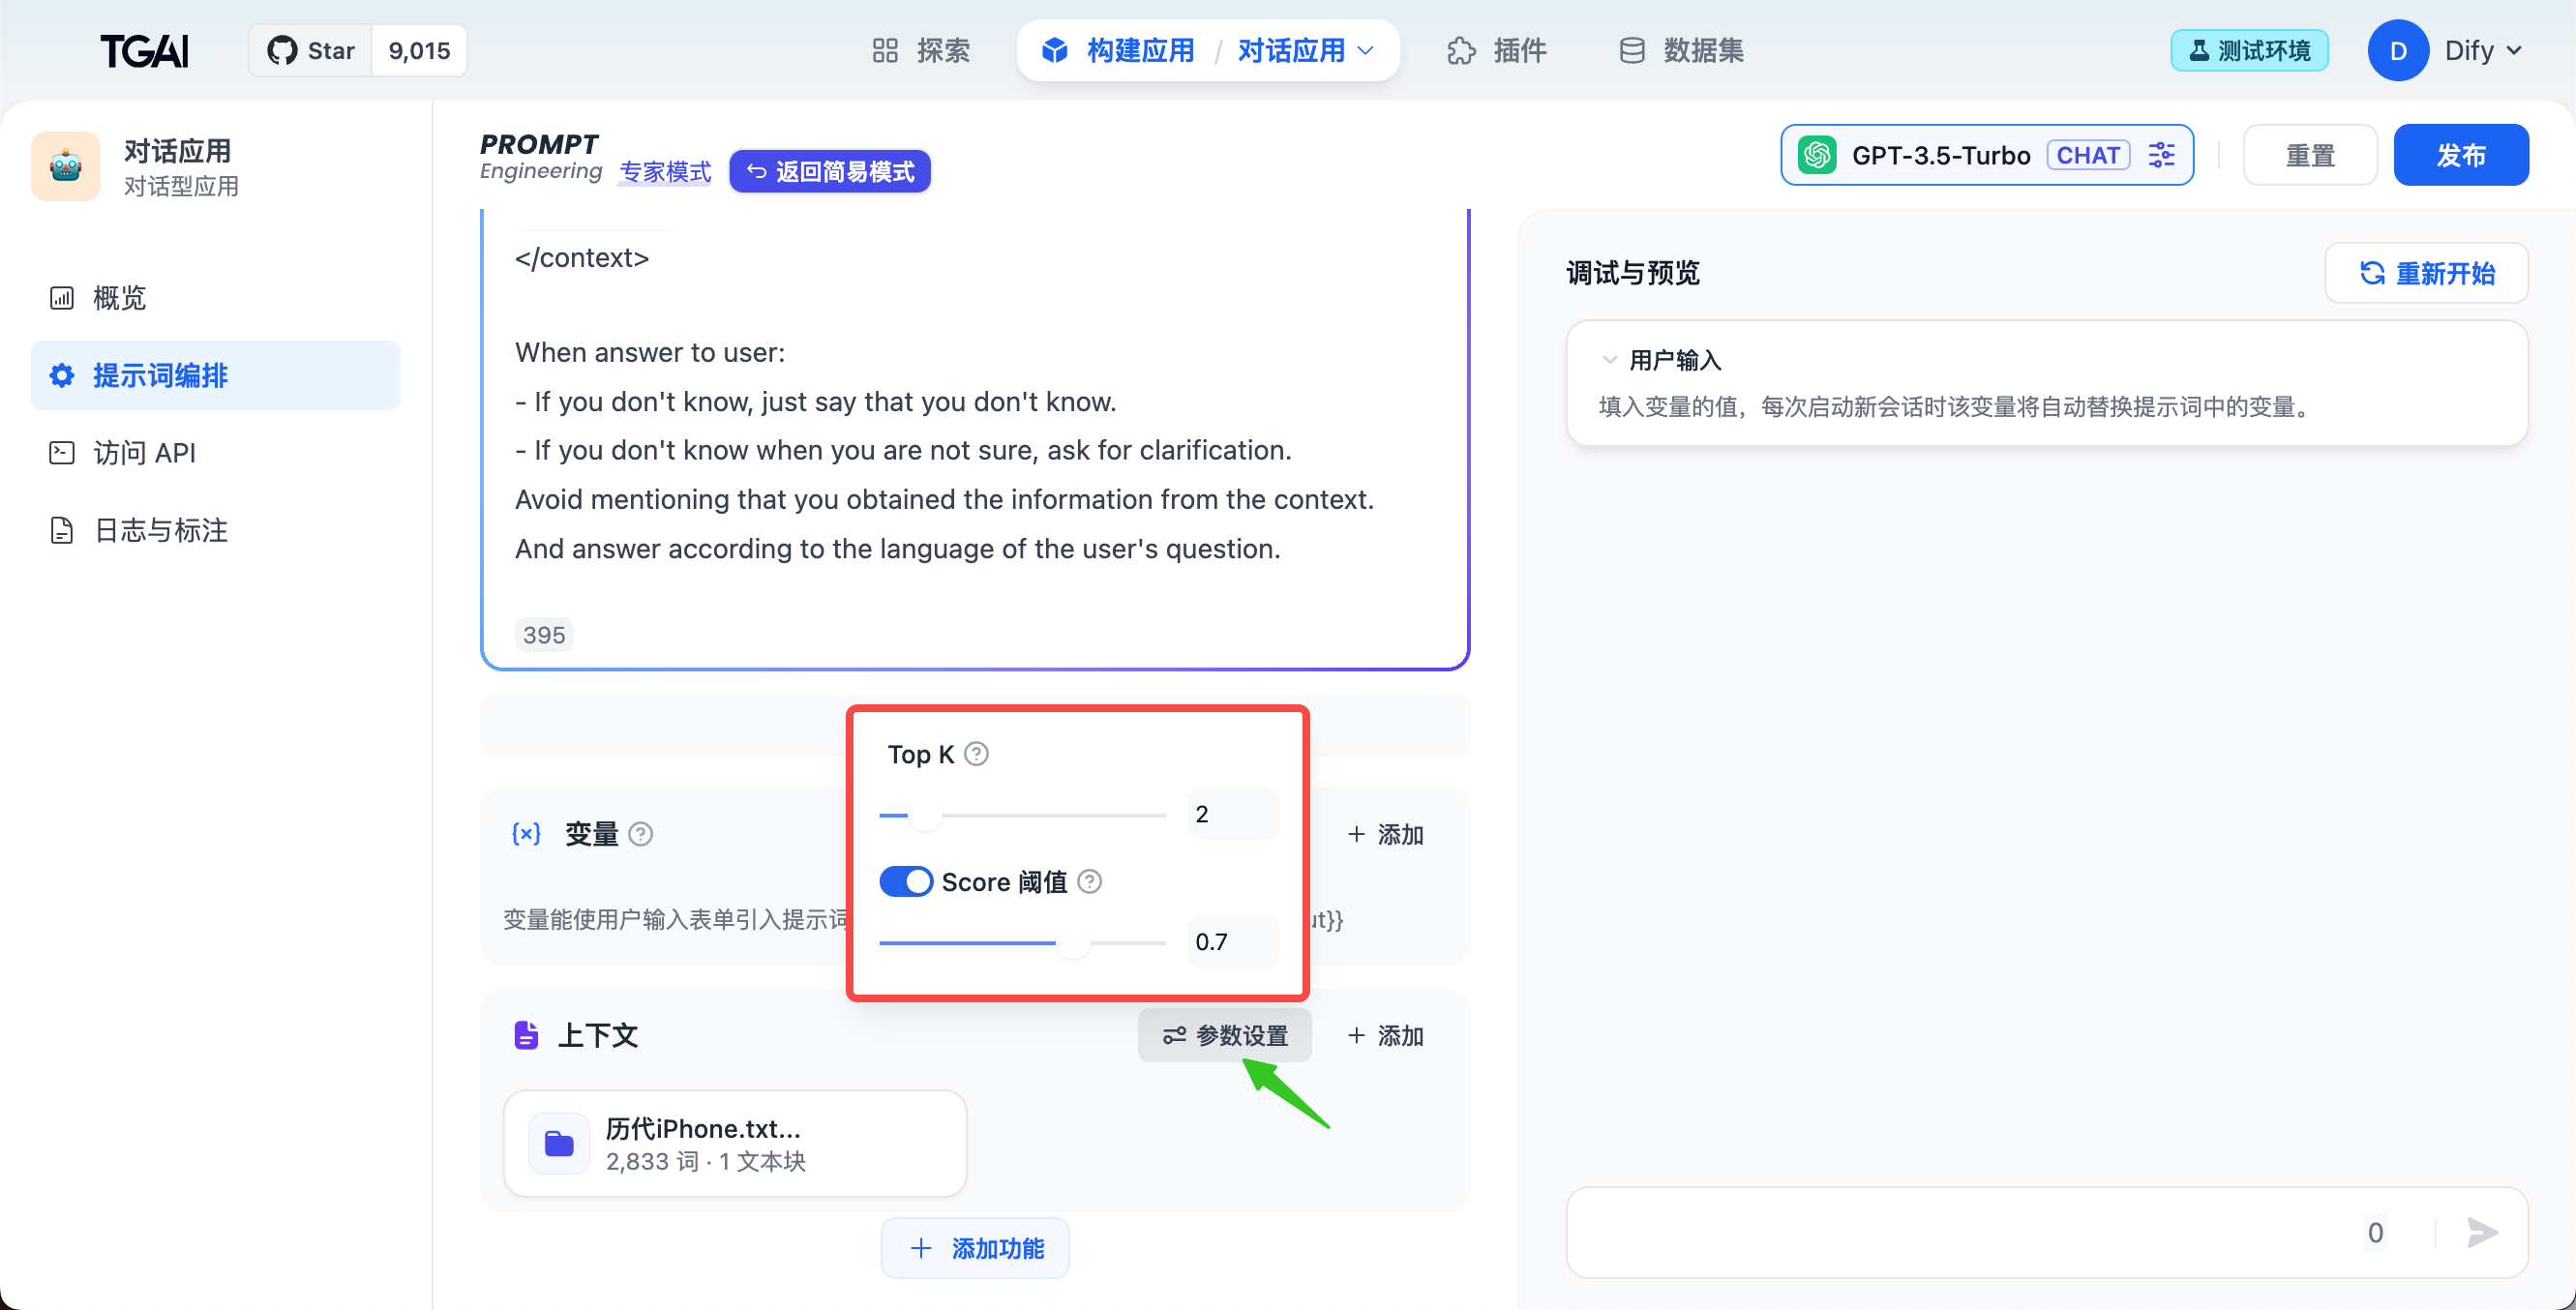 TGAI
Star 9,015
探索
构建应用 / 对话应用
插件
数据集
测试环境
D Dify
对话应用
对话型应用
概览
提示词编排
访问 API
日志与标注
PROMPT
Engineering 专家模式
返回简易模式
GPT-3.5-Turbo CHAT
重置
发布
</context>
When answer to user:
- If you don't know, just say that you don't know.
- If you don't know when you are not sure, ask for clarification.
Avoid mentioning that you obtained the information from the context.
And answer according to the language of the user's question.
395
Top K
2
Score 阈值
0.7
{x} 变量
+ 添加
变量能使用户输入表单引入提示词
ut}}
上下文
参数设置
+ 添加
历代iPhone.txt...
2,833 词 · 1 文本块
+ 添加功能
调试与预览
重新开始
用户输入
填入变量的值，每次启动新会话时该变量将自动替换提示词中的变量。
0